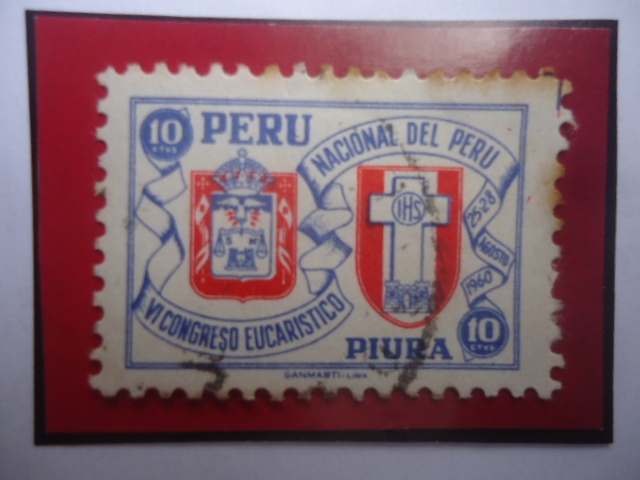 10
CTVS
PERU
NACIONAL DEL PERU
IHS
S M
25-28
AGOSTO
1960
VI CONGRESO EUCARISTICO
10
CTVS
PIURA
SANMARTI-LIMA